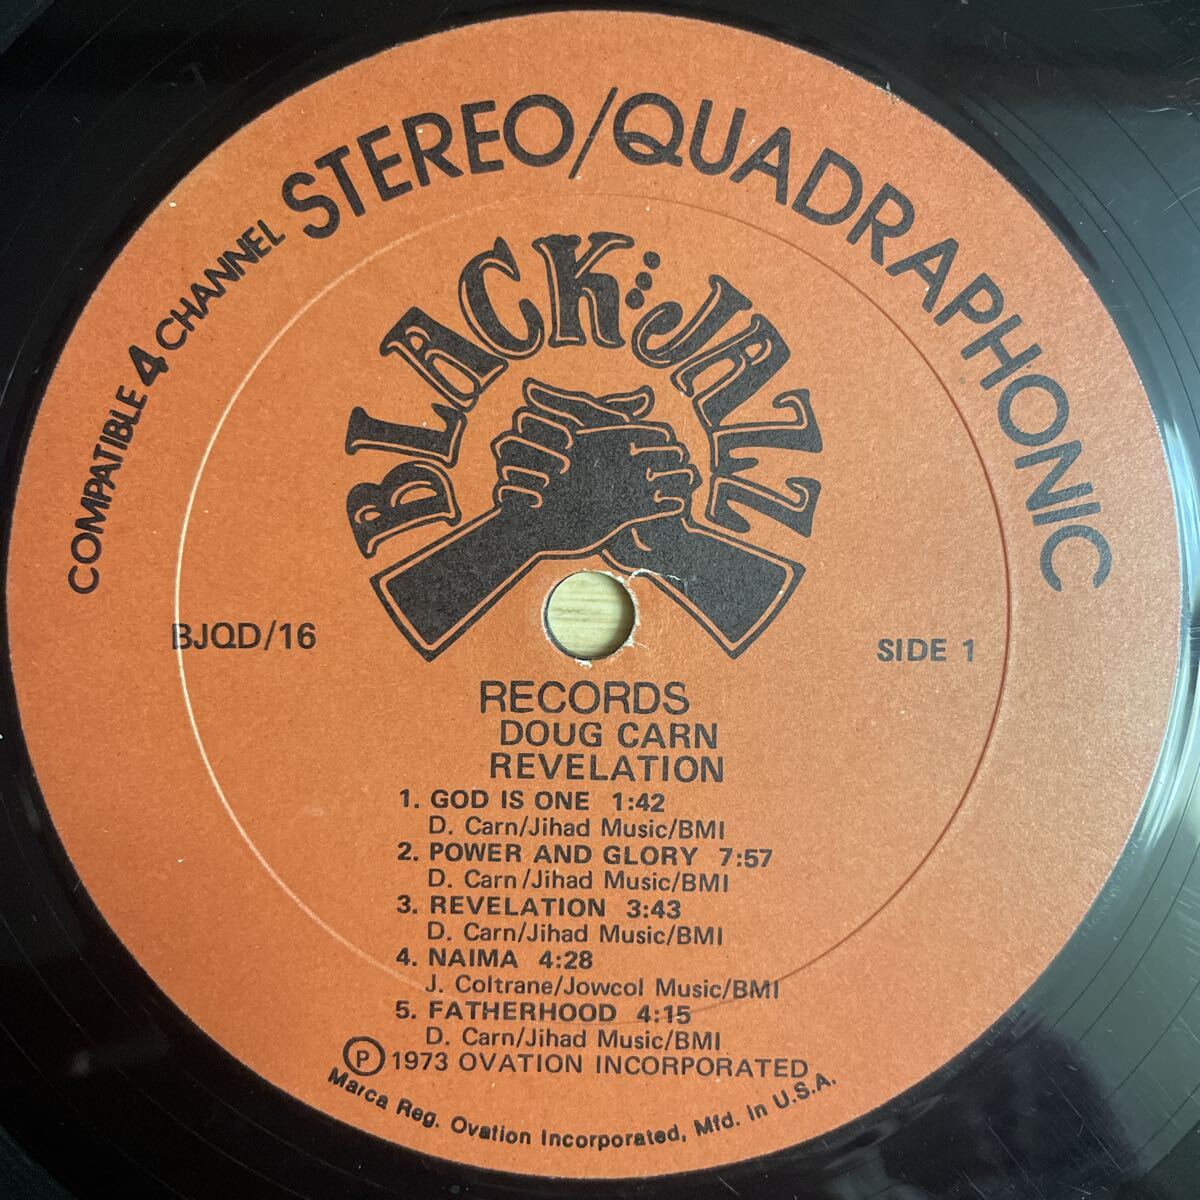 COMPATIBLE 4 CHANNEL STEREO/QUADRAPHONIC
BLACK JAZZ
BJQD/16
SIDE 1
RECORDS
DOUG CARN
REVELATION
1. GOD IS ONE 1:42
D. Carn/Jihad Music/BMI
2. POWER AND GLORY 7:57
D. Carn/Jihad Music/BMI
3. REVELATION 3:43
D. Carn/Jihad Music/BMI
4. NAIMA 4:28
J. Coltrane/Jowcol Music/BMI
5. FATHERHOOD 4:15
D. Carn/Jihad Music/BMI
Ⓟ 1973 OVATION INCORPORATED
Marca Reg. Ovation Incorporated, Mfd. In U.S.A.